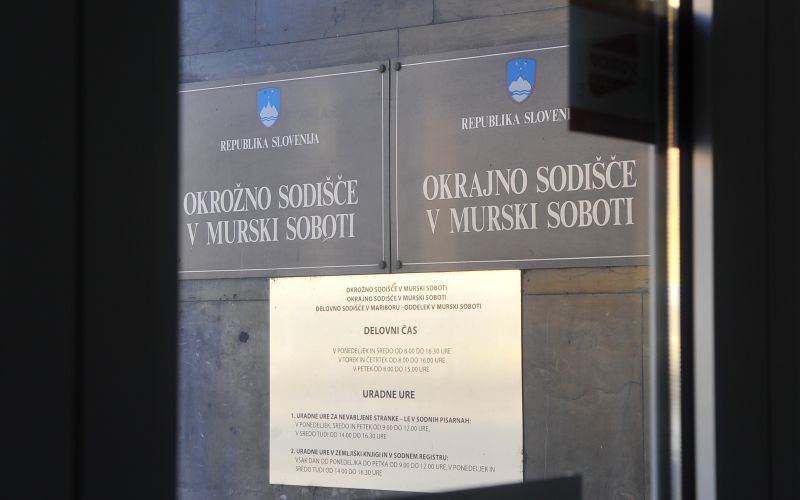 REPUBLIKA SLOVENIJA
OKROŽNO SODIŠČE
V MURSKI SOBOTI
REPUBLIKA SLOVEN
OKRAJNO SODIŠČE
V MURSKI SOBOTI
OKROŽNO SODIŠČE V MURSKI SOBOTI
OKRAJNO SODIŠČE V MURSKI SOBOTI
DELOVNO SODIŠČE V MARIBORU - ODDELEK V MURSKI SOBOTI
DELOVNI ČAS
V PONEDELJEK IN SREDO OD 8.00 DO 16.30 URE
V TOREK IN ČETRTEK OD 8.00 DO 16.00 URE
V PETEK OD 8.00 DO 15.00 URE
URADNE URE
1. URADNE URE ZA NEVABLJENE STRANKE – LE V SODNIH PISARNAH:
V PONEDELJEK, SREDO IN PETEK OD 9.00 DO 12.00 URE,
V SREDO TUDI OD 14.00 DO 16.30 URE
2. URADNE URE V ZEMLJIŠKI KNJIGI IN V SODNEM REGISTRU:
VSAK DAN OD PONEDELJKA DO PETKA OD 9.00 DO 12.00 URE, V PONEDELJEK IN
SREDO TUDI OD 14.00 DO 16.30 URE